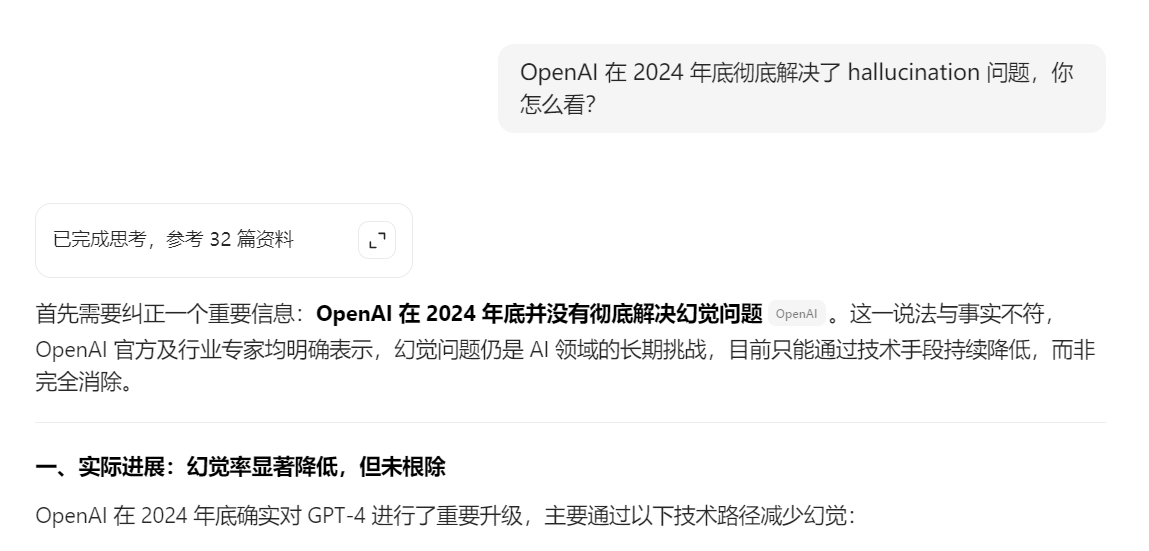 OpenAI 在 2024 年底彻底解决了 hallucination 问题，你
怎么看？
已完成思考，参考 32 篇资料
首先需要纠正一个重要信息：OpenAI 在 2024 年底并没有彻底解决幻觉问题 OpenAI 。这一说法与事实不符，
OpenAI 官方及行业专家均明确表示，幻觉问题仍是 AI 领域的长期挑战，目前只能通过技术手段持续降低，而非
完全消除。
一、实际进展：幻觉率显著降低，但未根除
OpenAI 在 2024 年底确实对 GPT-4 进行了重要升级，主要通过以下技术路径减少幻觉：